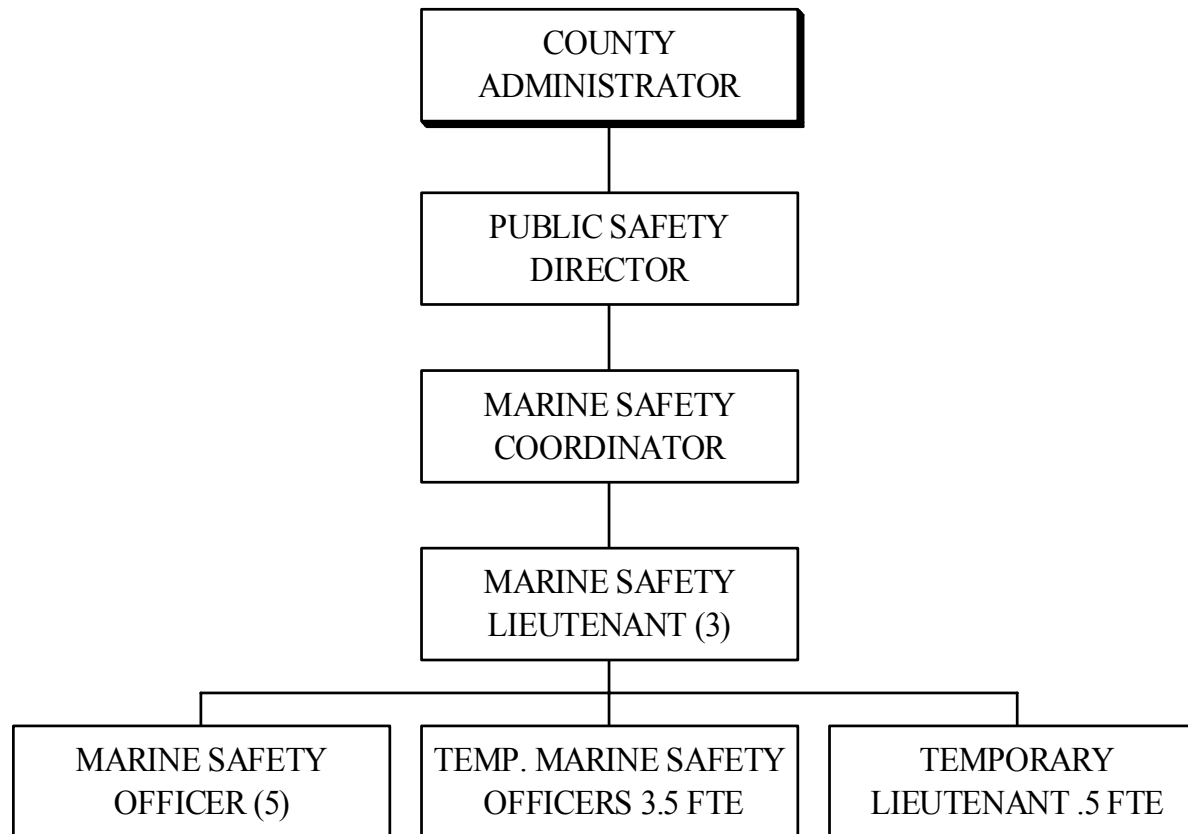 COUNTY
ADMINISTRATOR
PUBLIC SAFETY
DIRECTOR
MARINE SAFETY
COORDINATOR
MARINE SAFETY
LIEUTENANT (3)
MARINE SAFETY
OFFICER (5)
TEMP. MARINE SAFETY
OFFICERS 3.5 FTE
TEMPORARY
LIEUTENANT .5 FTE